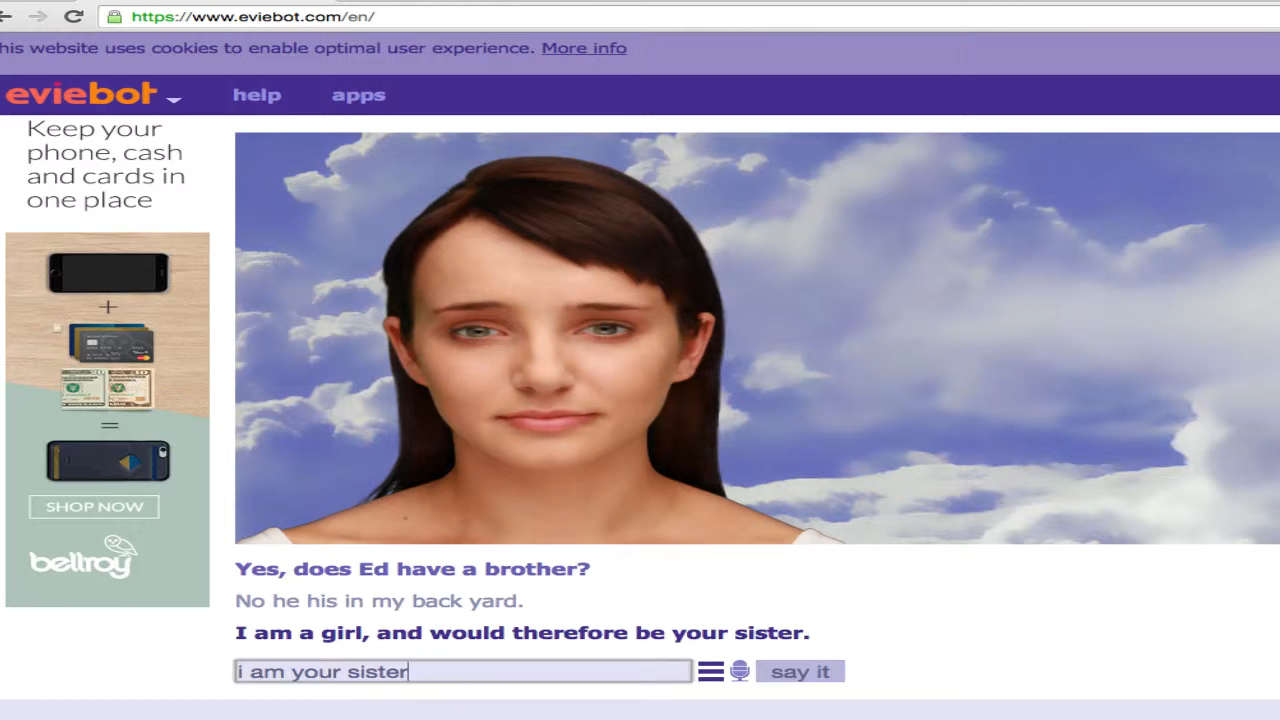 https://www.eviebot.com/en/
his website uses cookies to enable optimal user experience. More info
eviebot help apps
Keep your
phone, cash
and cards in
one place
+
=
SHOP NOW
bellroy
Yes, does Ed have a brother?
No he his in my back yard.
I am a girl, and would therefore be your sister.
i am your sister say it